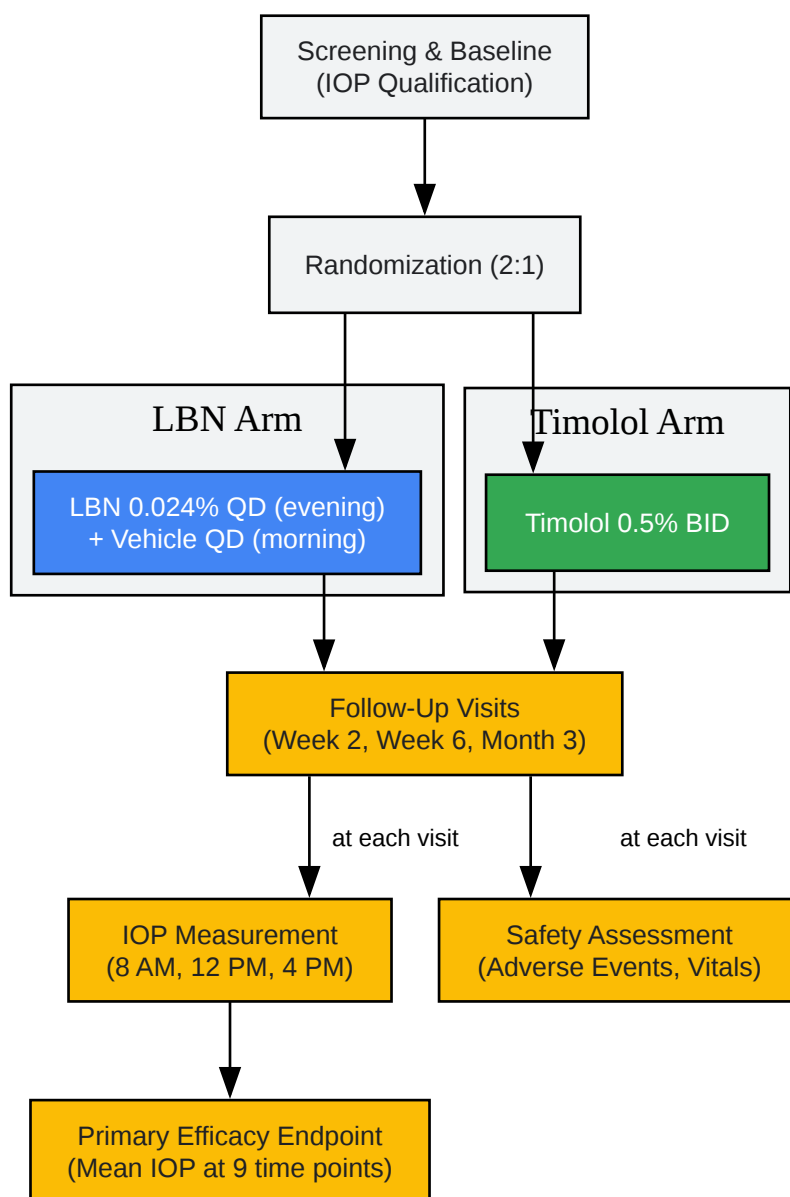 Screening & Baseline
(IOP Qualification)
Randomization (2:1)
LBN Arm
Timolol Arm
LBN 0.024% QD (evening)
+ Vehicle QD (morning)
Timolol 0.5% BID
Follow-Up Visits
(Week 2, Week 6, Month 3)
at each visit
at each visit
IOP Measurement
(8 AM, 12 PM, 4 PM)
Safety Assessment
(Adverse Events, Vitals)
Primary Efficacy Endpoint
(Mean IOP at 9 time points)